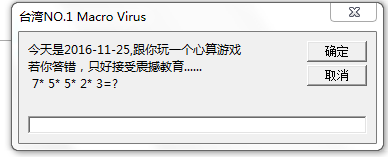 台湾NO.1 Macro Virus
今天是2016-11-25,跟你玩一个心算游戏
若你答错，只好接受震撼教育......
7* 5* 5* 2* 3=?
确定
取消